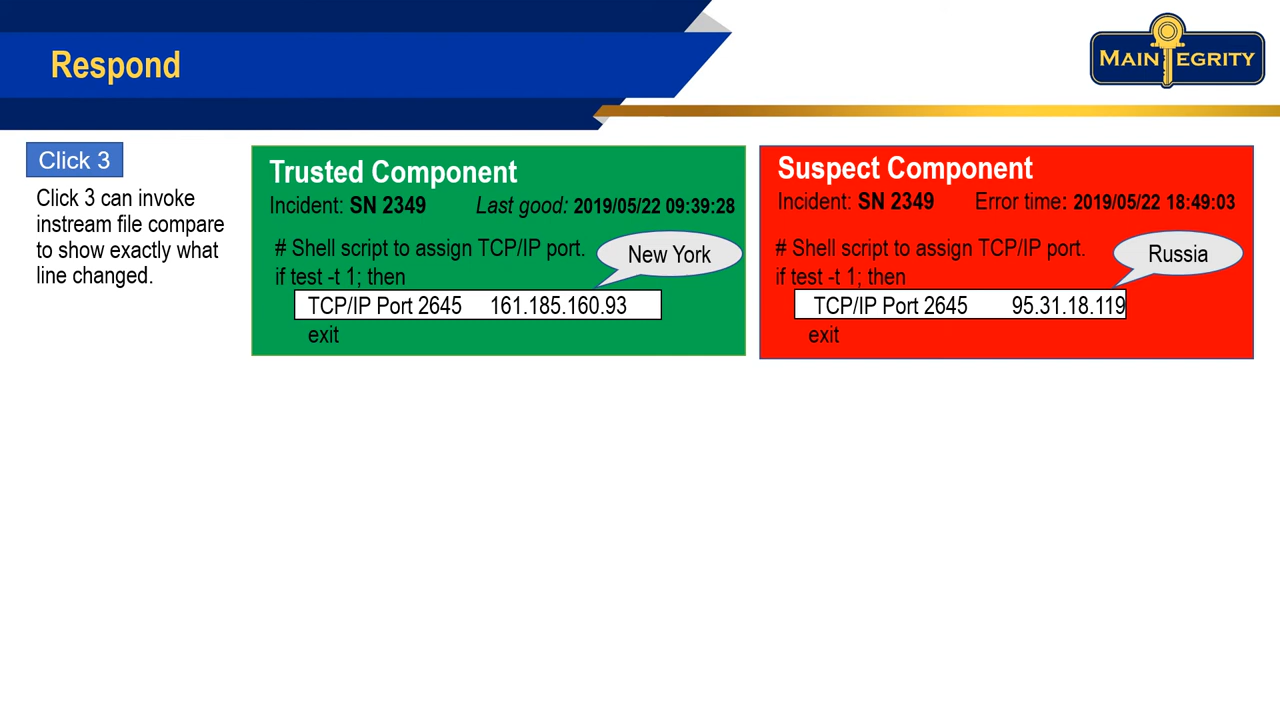 Respond
MAIN EGRITY
Click 3
Click 3 can invoke
instream file compare
to show exactly what
line changed.
Trusted Component
Incident: SN 2349 Last good: 2019/05/22 09:39:28
# Shell script to assign TCP/IP port.
New York
if test -t 1; then
TCP/IP Port 2645 161.185.160.93
exit
Suspect Component
Incident: SN 2349 Error time: 2019/05/22 18:49:03
# Shell script to assign TCP/IP port.
Russia
if test -t 1; then
TCP/IP Port 2645 95.31.18.119
exit